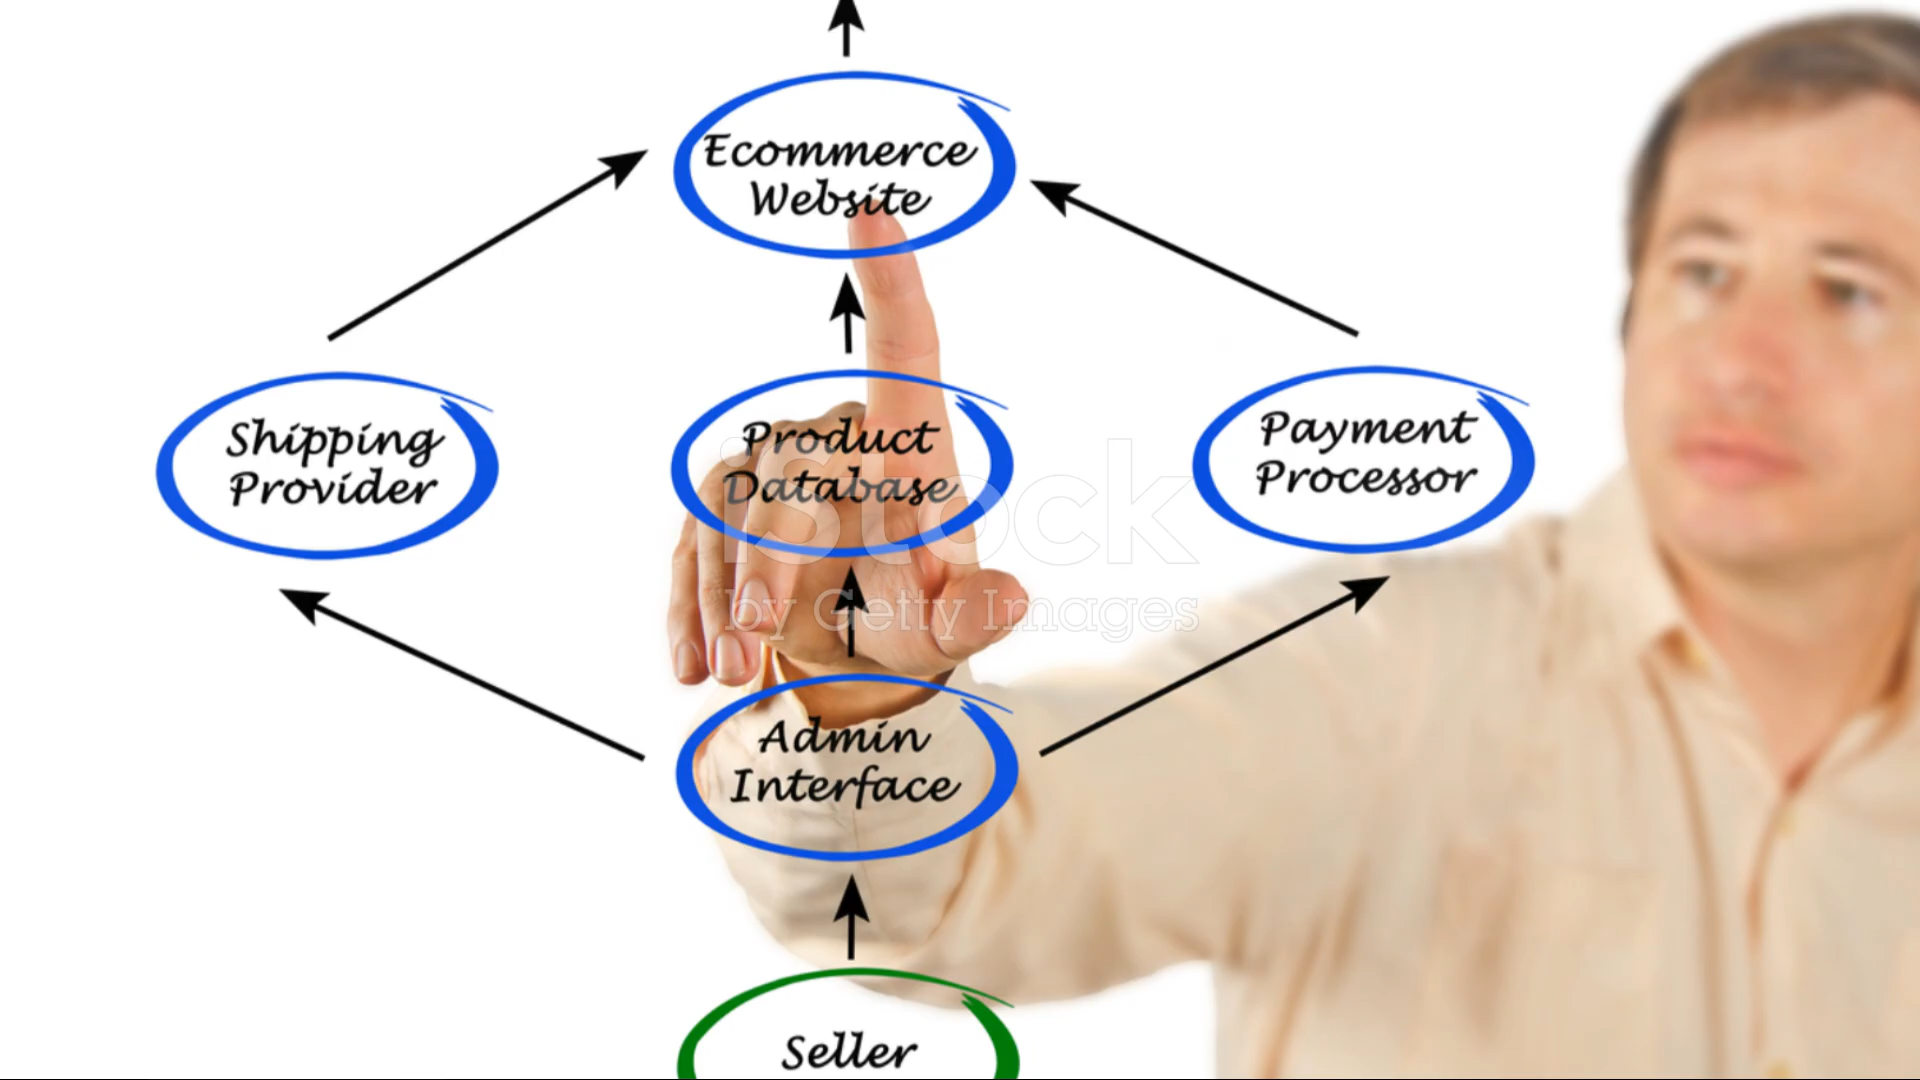 Ecommerce
Website
Shipping
Provider
Product
Database
Payment
Processor
iStock
by Getty Images
Admin
Interface
Seller